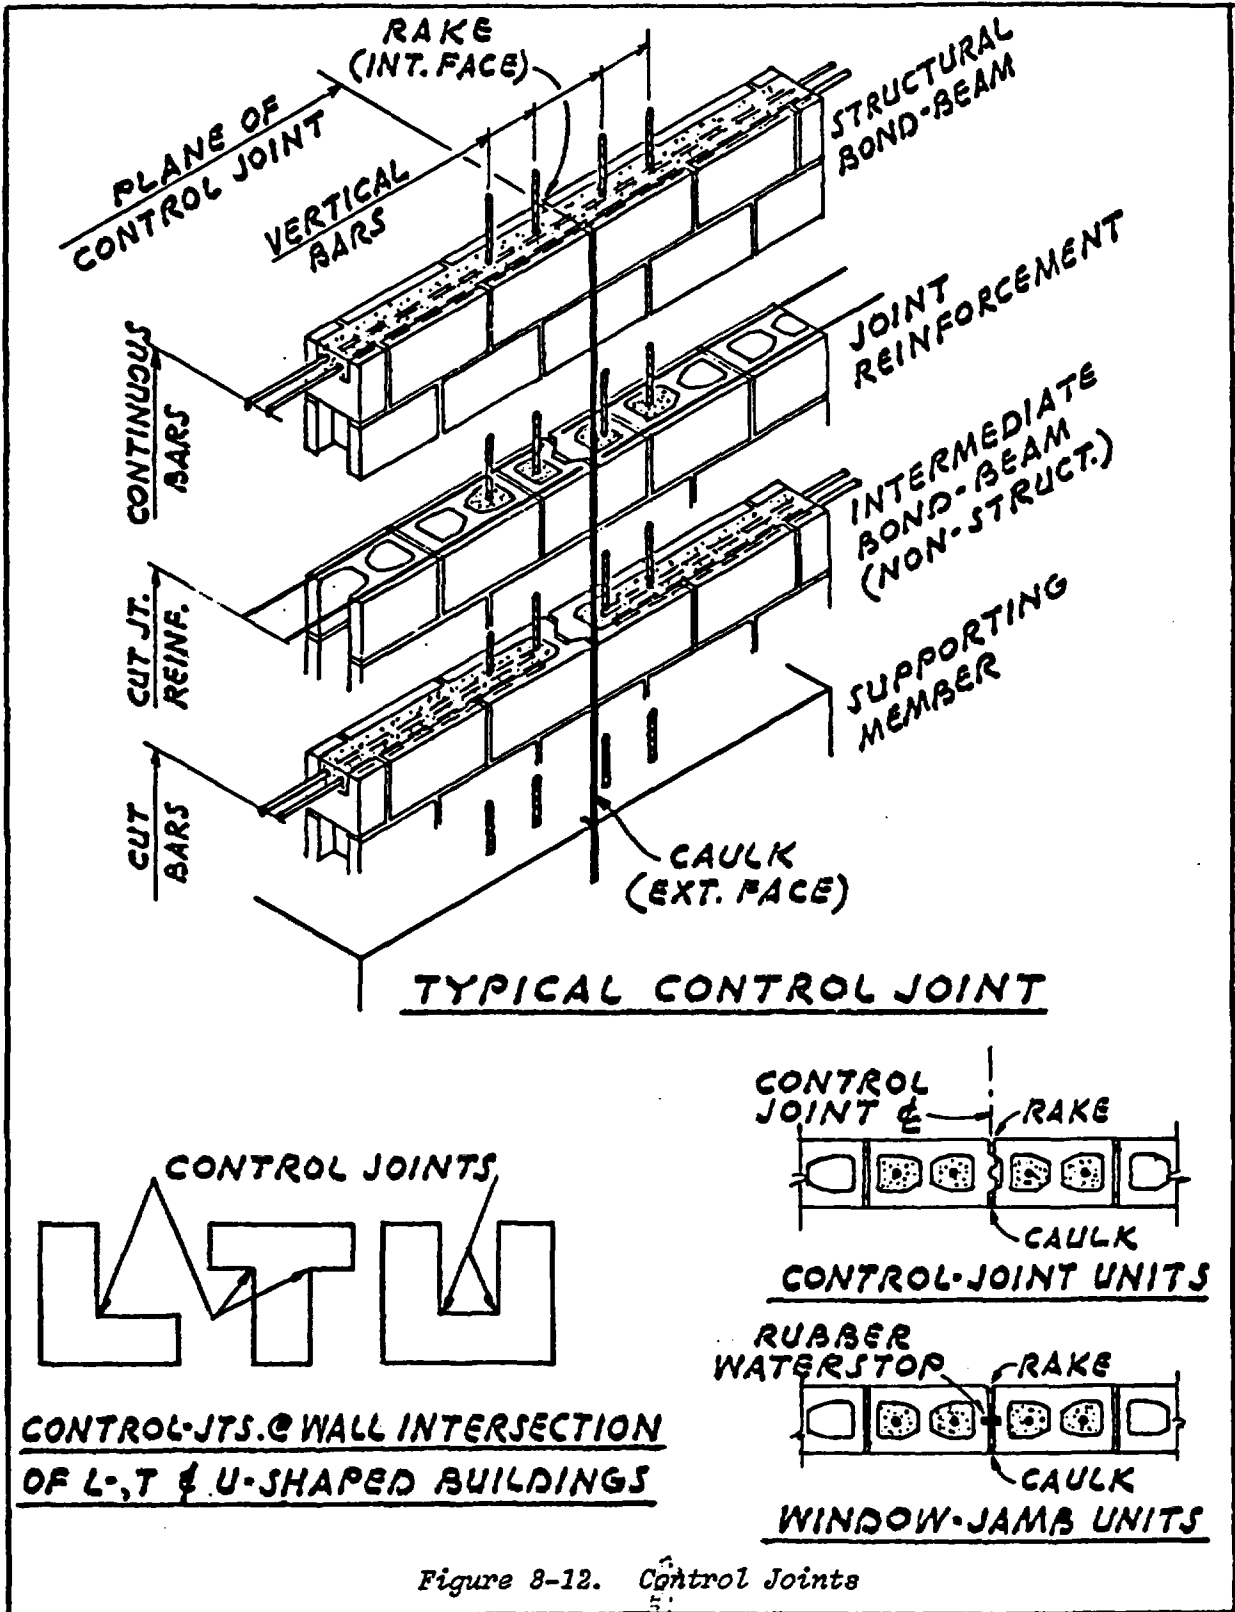 RAKE
(INT. FACE)
PLANE OF
CONTROL JOINT
VERTICAL
BARS
STRUCTURAL
BOND-BEAM
JOINT
REINFORCEMENT
INTERMEDIATE
BOND-BEAM
(NON-STRUCT.)
SUPPORTING
MEMBER
CONTINUOUS
BARS
CUT JT.
REINF.
CUT
BARS
CAULK
(EXT. FACE)
TYPICAL CONTROL JOINT
CONTROL JOINTS
CONTROL-JTS.@ WALL INTERSECTION
OF L-,T & U-SHAPED BUILDINGS
CONTROL
JOINT ℄
RAKE
CAULK
CONTROL-JOINT UNITS
RUBBER
WATERSTOP
RAKE
CAULK
WINDOW-JAMB UNITS
Figure 8-12. Control Joints